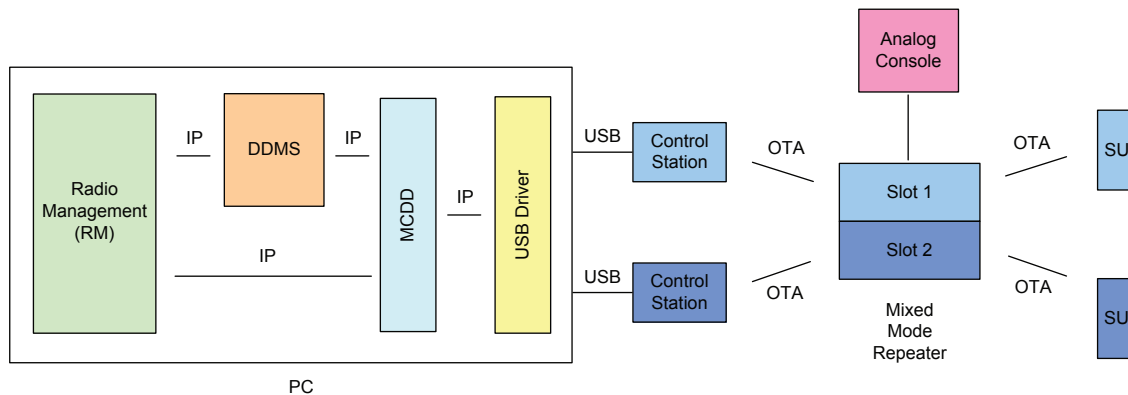 Analog
Console
IP
IP
USB
Control
Station
OTA
OTA
SU
DDMS
Radio
Management
(RM)
MCDD
IP
USB Driver
Slot 1
IP
Slot 2
USB
Control
Station
OTA
OTA
SU
Mixed
Mode
Repeater
PC